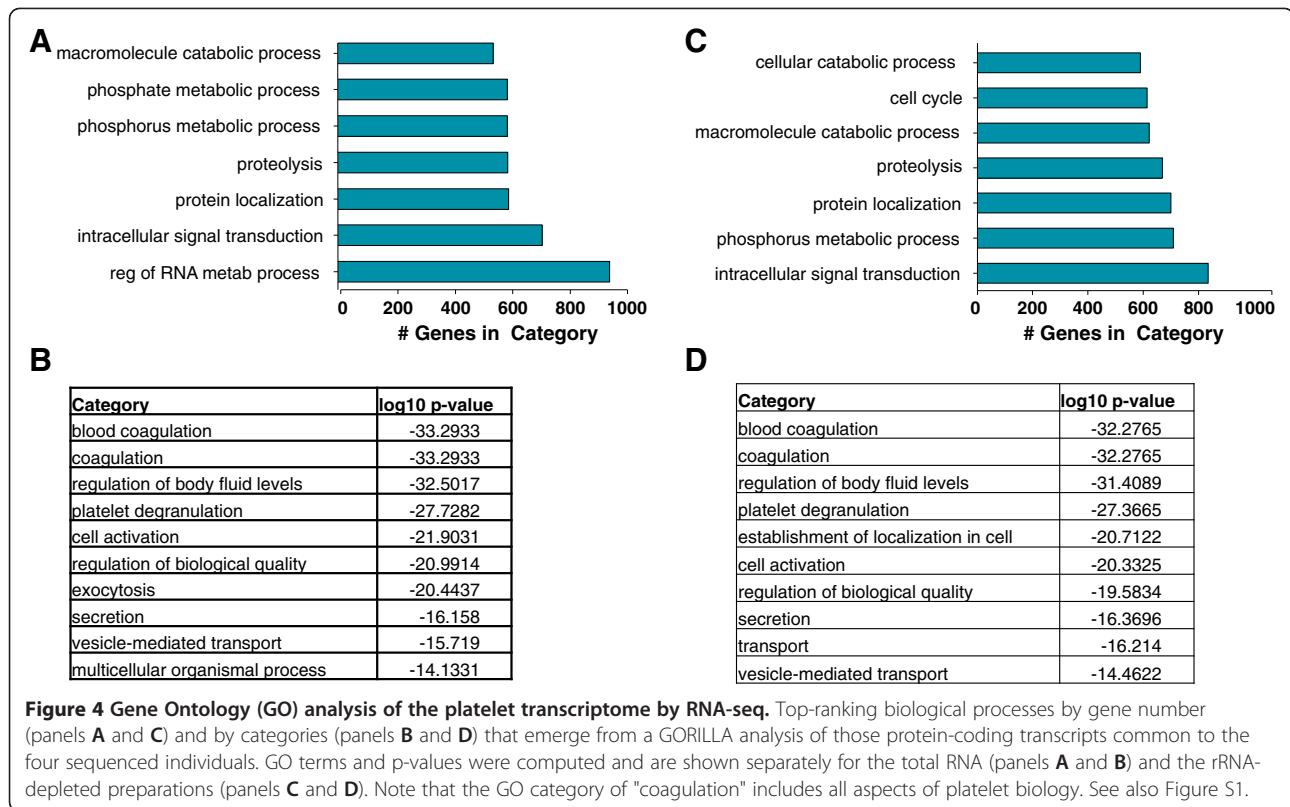 A
macromolecule catabolic process
phosphate metabolic process
phosphorus metabolic process
proteolysis
protein localization
intracellular signal transduction
reg of RNA metab process
0 200 400 600 800 1000
# Genes in Category
C
cellular catabolic process
cell cycle
macromolecule catabolic process
proteolysis
protein localization
phosphorus metabolic process
intracellular signal transduction
0 200 400 600 800 1000
# Genes in Category
B
Category log10 p-value
blood coagulation -33.2933
coagulation -33.2933
regulation of body fluid levels -32.5017
platelet degranulation -27.7282
cell activation -21.9031
regulation of biological quality -20.9914
exocytosis -20.4437
secretion -16.158
vesicle-mediated transport -15.719
multicellular organismal process -14.1331
D
Category log10 p-value
blood coagulation -32.2765
coagulation -32.2765
regulation of body fluid levels -31.4089
platelet degranulation -27.3665
establishment of localization in cell -20.7122
cell activation -20.3325
regulation of biological quality -19.5834
secretion -16.3696
transport -16.214
vesicle-mediated transport -14.4622
Figure 4 Gene Ontology (GO) analysis of the platelet transcriptome by RNA-seq. Top-ranking biological processes by gene number
(panels A and C) and by categories (panels B and D) that emerge from a GORILLA analysis of those protein-coding transcripts common to the
four sequenced individuals. GO terms and p-values were computed and are shown separately for the total RNA (panels A and B) and the rRNA-
depleted preparations (panels C and D). Note that the GO category of "coagulation" includes all aspects of platelet biology. See also Figure S1.